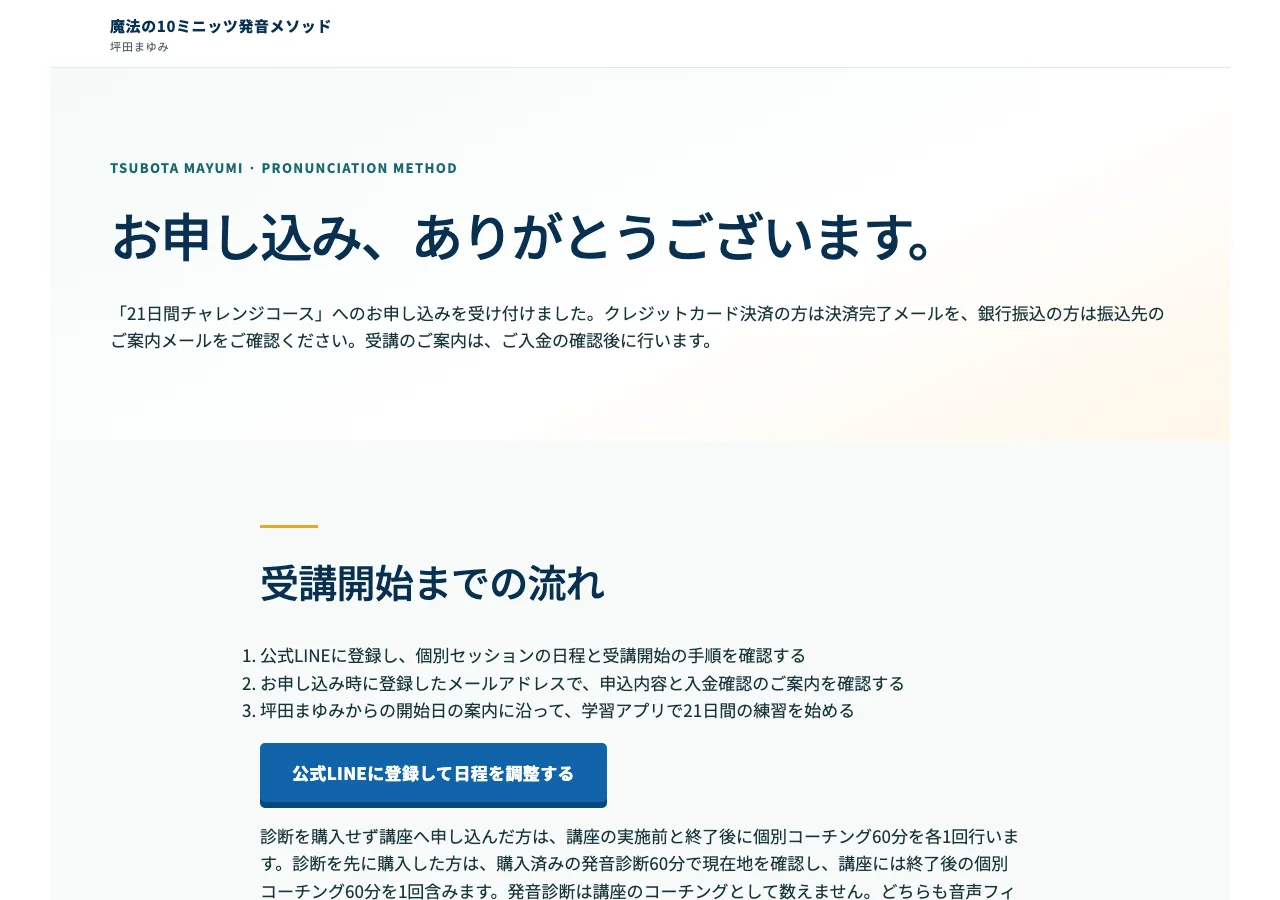 魔法の10ミニッツ発音メソッド
坪田まゆみ
TSUBOTA MAYUMI · PRONUNCIATION METHOD
お申し込み、ありがとうございます。
「21日間チャレンジコース」へのお申し込みを受け付けました。クレジットカード決済の方は決済完了メールを、銀行振込の方は振込先の
ご案内メールをご確認ください。受講のご案内は、ご入金の確認後に行います。
受講開始までの流れ
1. 公式LINEに登録し、個別セッションの日程と受講開始の手順を確認する
2. お申し込み時に登録したメールアドレスで、申込内容と入金確認のご案内を確認する
3. 坪田まゆみからの開始日の案内に沿って、学習アプリで21日間の練習を始める
公式LINEに登録して日程を調整する
診断を購入せず講座へ申し込んだ方は、講座の実施前と終了後に個別コーチング60分を各1回行いま
す。診断を先に購入した方は、購入済みの発音診断60分で現在地を確認し、講座には終了後の個別
コーチング60分を1回含みます。発音診断は講座のコーチングとして数えません。どちらも音声フィ